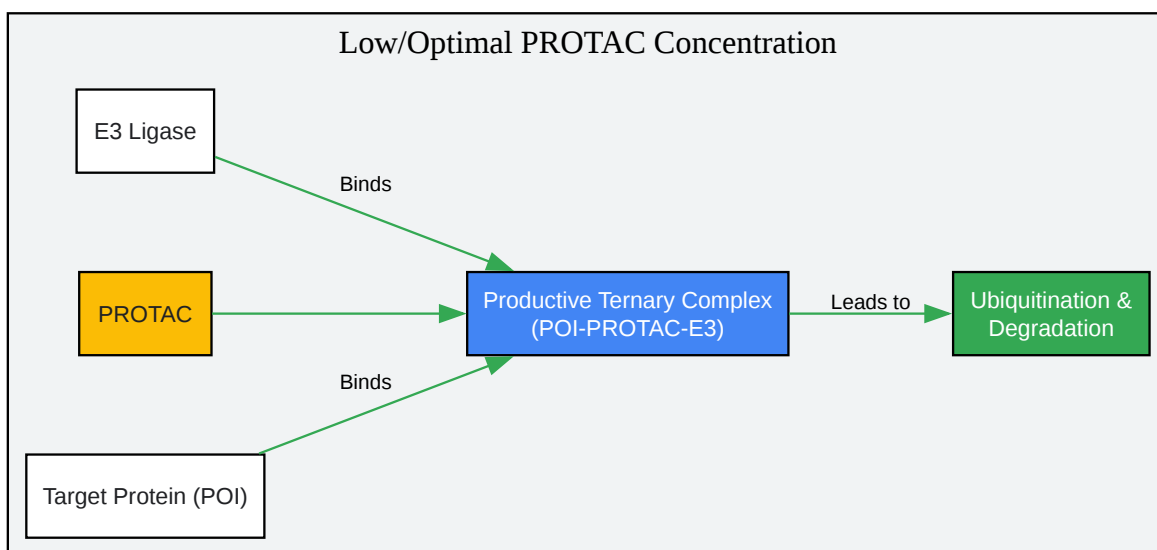 Low/Optimal PROTAC Concentration
E3 Ligase
Binds
PROTAC
Productive Ternary Complex
(POI-PROTAC-E3)
Leads to
Ubiquitination &
Degradation
Binds
Target Protein (POI)